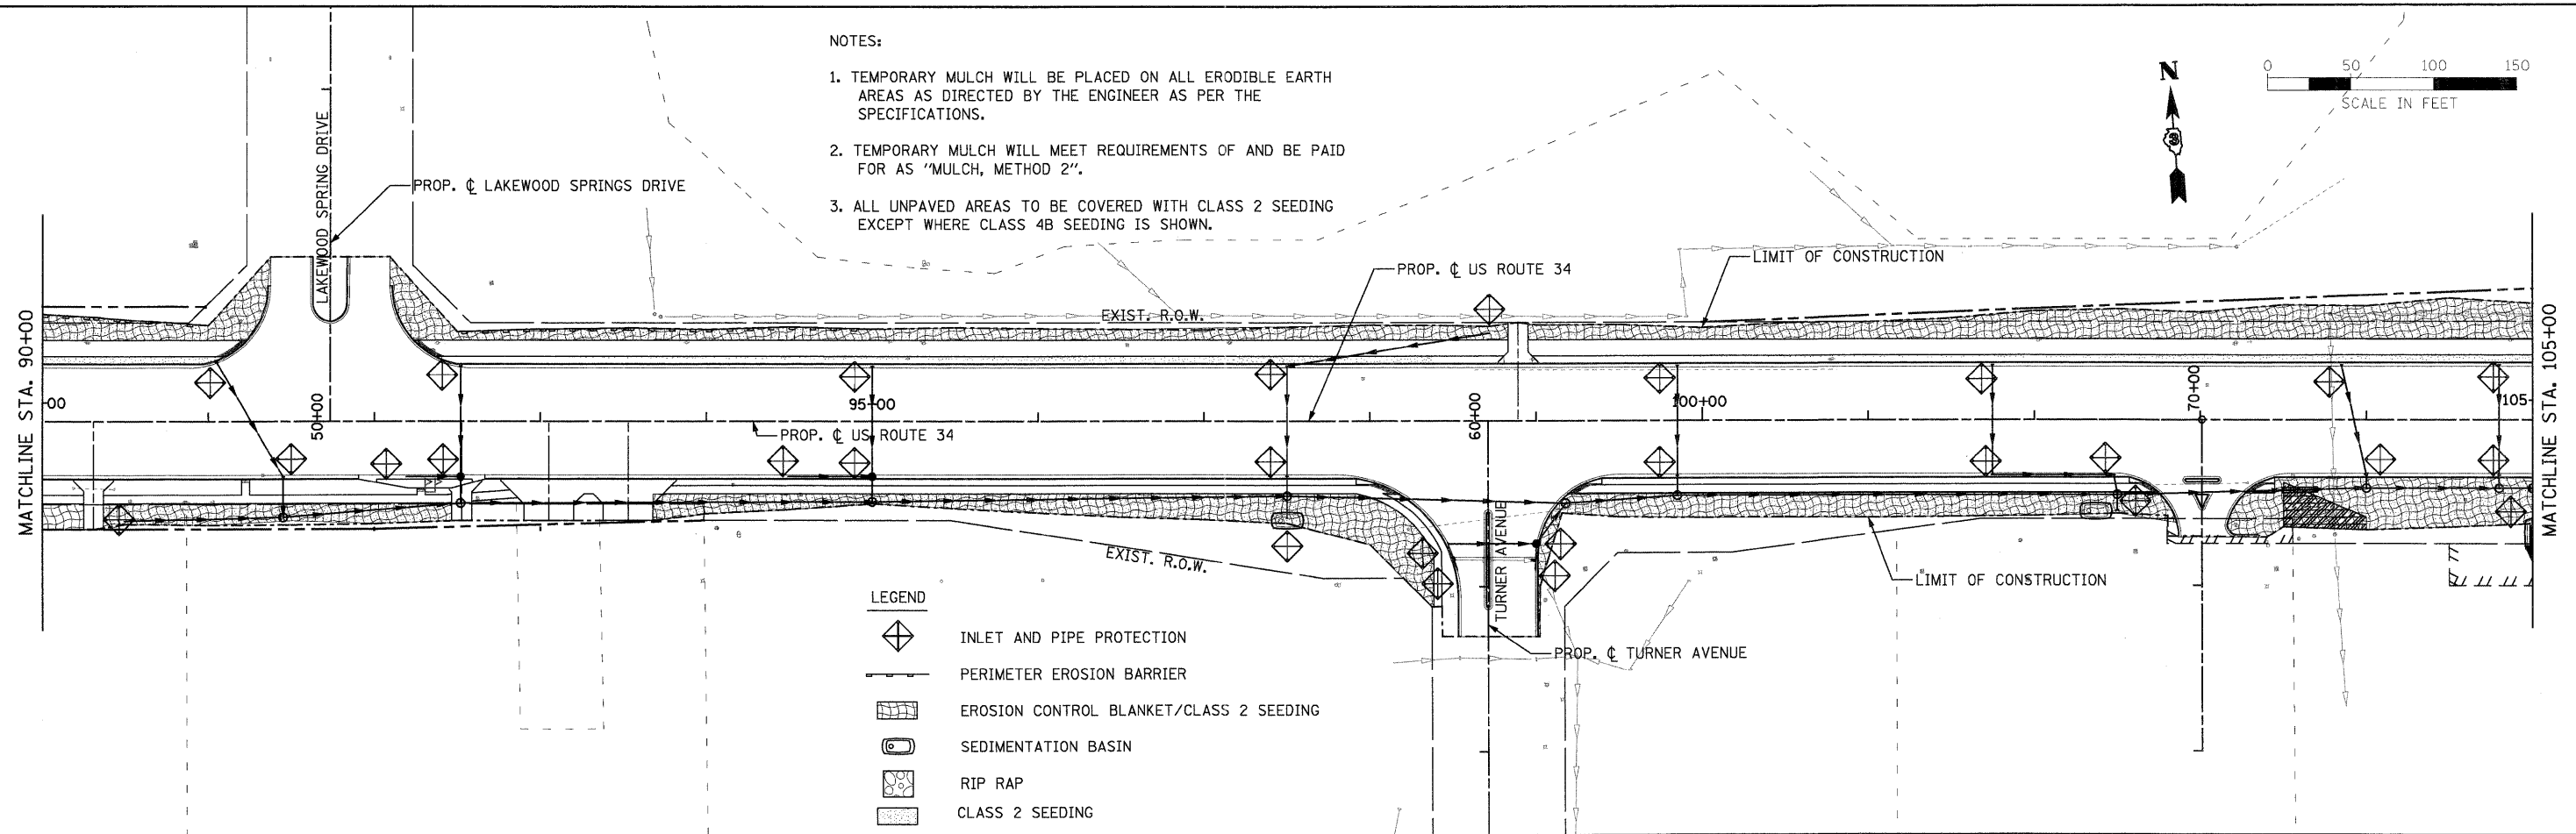 NOTES:
1. TEMPORARY MULCH WILL BE PLACED ON ALL ERODIBLE EARTH
AREAS AS DIRECTED BY THE ENGINEER AS PER THE
SPECIFICATIONS.
2. TEMPORARY MULCH WILL MEET REQUIREMENTS OF AND BE PAID
FOR AS "MULCH, METHOD 2".
3. ALL UNPAVED AREAS TO BE COVERED WITH CLASS 2 SEEDING
EXCEPT WHERE CLASS 4B SEEDING IS SHOWN.
N
0 50 100 150
SCALE IN FEET
LAKEWOOD SPRING DRIVE
PROP. ℄ LAKEWOOD SPRINGS DRIVE
LIMIT OF CONSTRUCTION
PROP. ℄ US ROUTE 34
EXIST. R.O.W.
MATCHLINE STA. 90+00
00
50+00
95+00
60+00
100+00
70+00
105+
MATCHLINE STA. 105+00
PROP. ℄ US ROUTE 34
EXIST. R.O.W.
TURNER AVENUE
LIMIT OF CONSTRUCTION
PROP. ℄ TURNER AVENUE
LEGEND
INLET AND PIPE PROTECTION
PERIMETER EROSION BARRIER
EROSION CONTROL BLANKET/CLASS 2 SEEDING
SEDIMENTATION BASIN
RIP RAP
CLASS 2 SEEDING